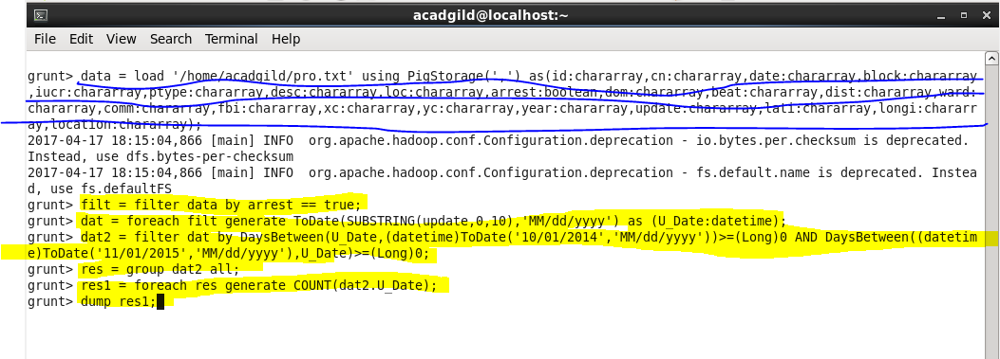 acadgild@localhost:~
File Edit View Search Terminal Help
grunt> data = load '/home/acadgild/pro.txt' using PigStorage(',') as(id:chararray,cn:chararray,date:chararray,block:chararray
,iucr:chararray,ptype:chararray,desc:chararray,loc:chararray,arrest:boolean,dom:chararray,beat:chararray,dist:chararray,ward:
chararray,comm:chararray,fbi:chararray,xc:chararray,yc:chararray,year:chararray,update:chararray,lati:chararray,longi:chararr
ay,location:chararray);
2017-04-17 18:15:04,866 [main] INFO  org.apache.hadoop.conf.Configuration.deprecation - io.bytes.per.checksum is deprecated.
Instead, use dfs.bytes-per-checksum
2017-04-17 18:15:04,866 [main] INFO  org.apache.hadoop.conf.Configuration.deprecation - fs.default.name is deprecated. Instea
d, use fs.defaultFS
grunt> filt = filter data by arrest == true;
grunt> dat = foreach filt generate ToDate(SUBSTRING(update,0,10),'MM/dd/yyyy') as (U_Date:datetime);
grunt> dat2 = filter dat by DaysBetween(U_Date,(datetime)ToDate('10/01/2014','MM/dd/yyyy'))>=(Long)0 AND DaysBetween((datetim
e)ToDate('11/01/2015','MM/dd/yyyy'),U_Date)>=(Long)0;
grunt> res = group dat2 all;
grunt> res1 = foreach res generate COUNT(dat2.U_Date);
grunt> dump res1;